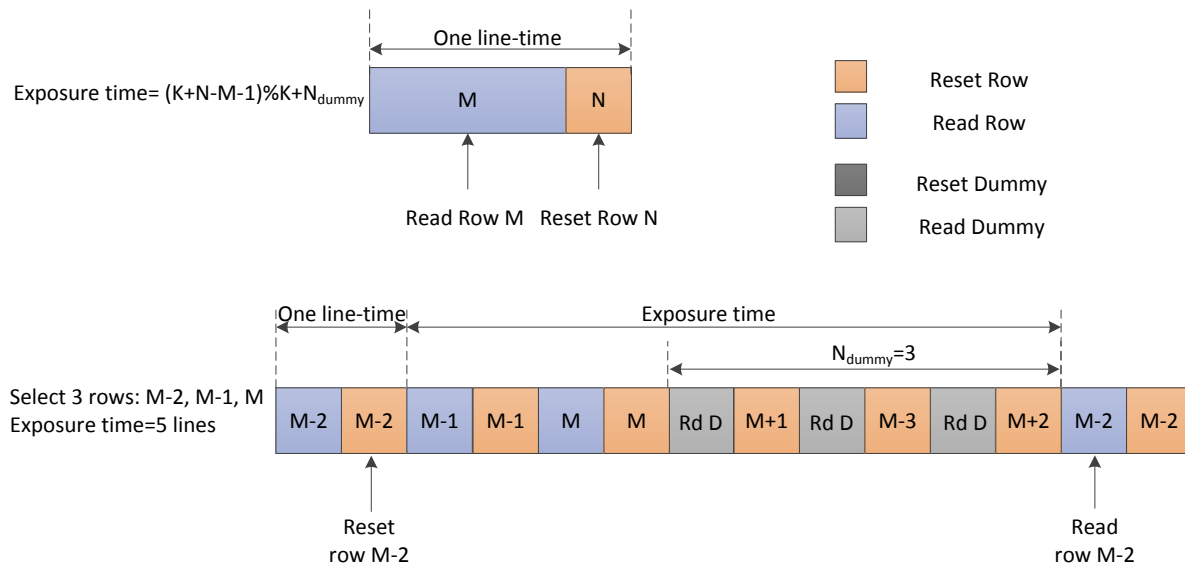 One line-time
Exposure time= (K+N-M-1)%K+Ndummy
M
N
Read Row M
Reset Row N
Reset Row
Read Row
Reset Dummy
Read Dummy
One line-time
Exposure time
Ndummy=3
Select 3 rows: M-2, M-1, M
Exposure time=5 lines
M-2 M-2 M-1 M-1 M M Rd D M+1 Rd D M-3 Rd D M+2 M-2 M-2
Reset
row M-2
Read
row M-2